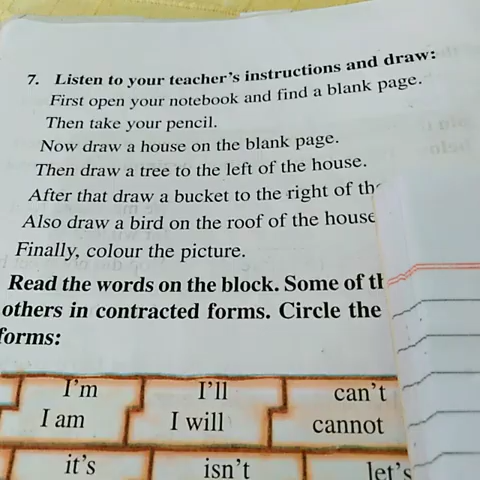 7. Listen to your teacher's instructions and draw:
First open your notebook and find a blank page.
Then take your pencil.
Now draw a house on the blank page.
Then draw a tree to the left of the house.
After that draw a bucket to the right of the
Also draw a bird on the roof of the house
Finally, colour the picture.
Read the words on the block. Some of
others in contracted forms. Circle the
forms:
I'm I'll can't
I am I will cannot
it's isn't let's